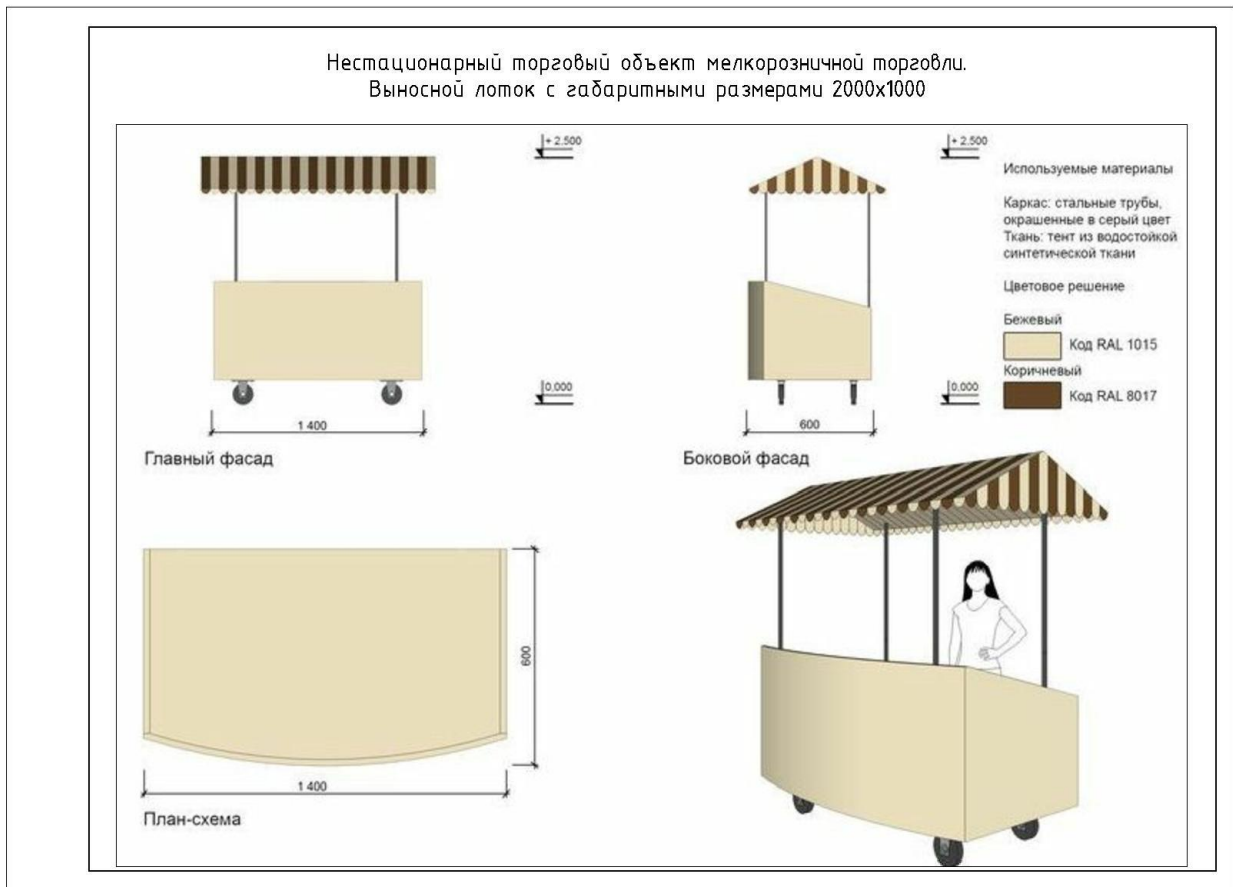 Нестационарный торговый объект мелкорозничной торговли.
Выносной лоток с габаритными размерами 2000х1000
+ 2.500
+ 2.500
Используемые материалы
Каркас: стальные трубы,
окрашенные в серый цвет
Ткань: тент из водостойкой
синтетической ткани
Цветовое решение
Бежевый
Код RAL 1015
Коричневый
Код RAL 8017
0.000
0.000
1 400
600
Главный фасад
Боковой фасад
600
1 400
План-схема